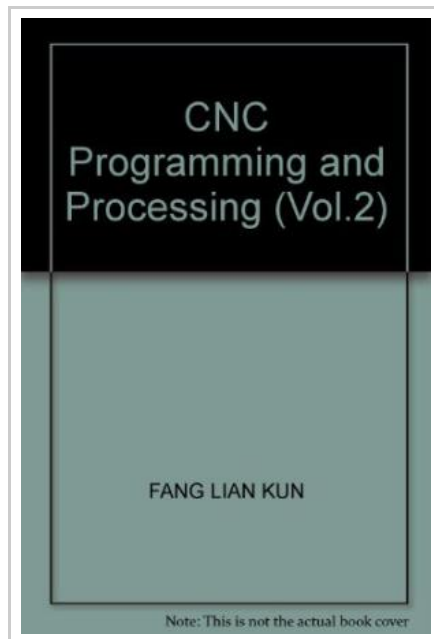 CNC
Programming and
Processing (Vol.2)
FANG LIAN KUN
Note: This is not the actual book cover